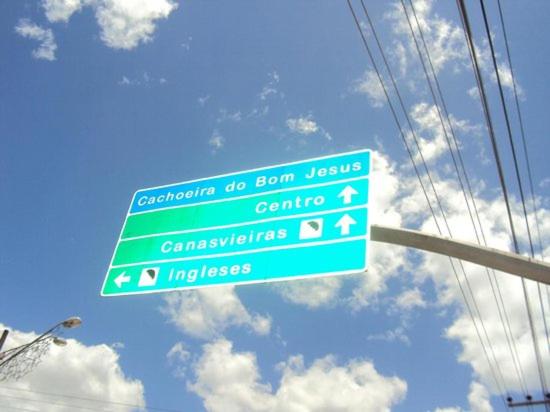 Cachoeira do Bom Jesus
Centro
Canasvieiras
Ingleses